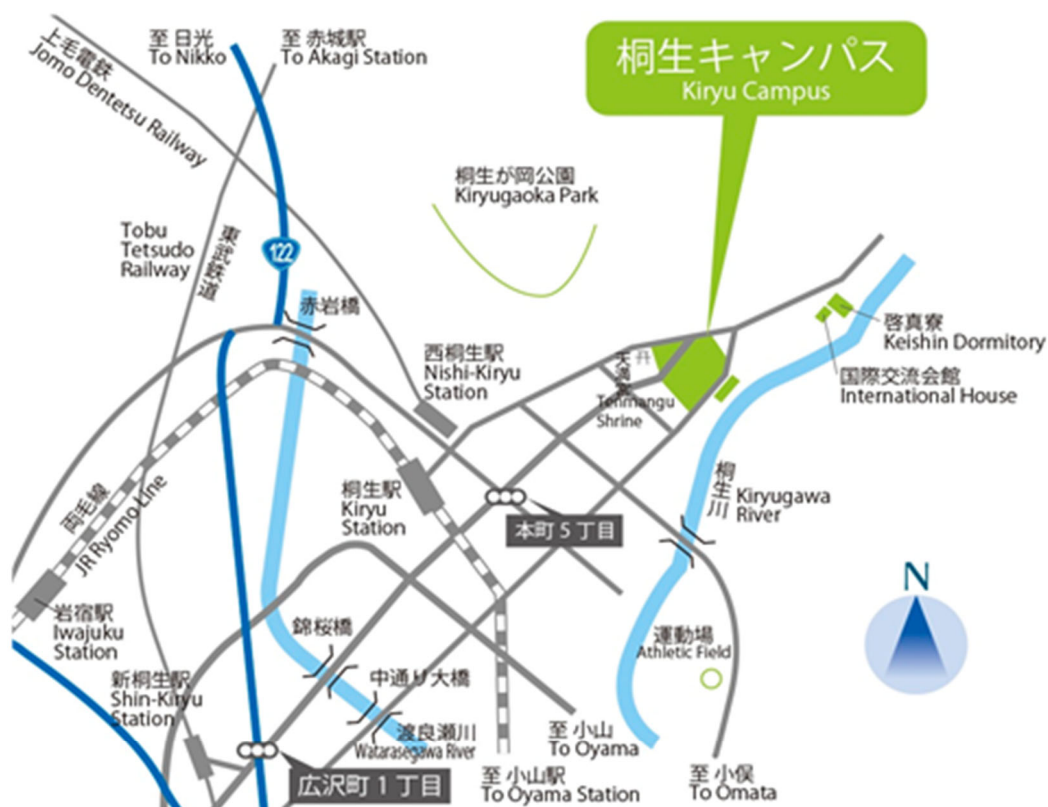 上毛電鉄
Jomo Dentetsu Railway
至 日光
To Nikko
至 赤城駅
To Akagi Station
桐生キャンパス
Kiryu Campus
桐生が岡公園
Kiryugaoka Park
Tobu
Tetsudo
Railway
東武鉄道
122
赤岩橋
西桐生駅
Nishi-Kiryu
Station
天満宮
Tenmangu
Shrine
啓真寮
Keishin Dormitory
国際交流会館
International House
両毛線
JR Ryomo Line
桐生駅
Kiryu
Station
本町5丁目
桐生川
Kiryugawa
River
N
岩宿駅
Iwajuku
Station
錦桜橋
運動場
Athletic Field
新桐生駅
Shin-Kiryu
Station
中通り大橋
渡良瀬川
Watarasegawa River
至 小山
To Oyama
広沢町1丁目
至 小山駅
To Oyama Station
至 小俣
To Omata